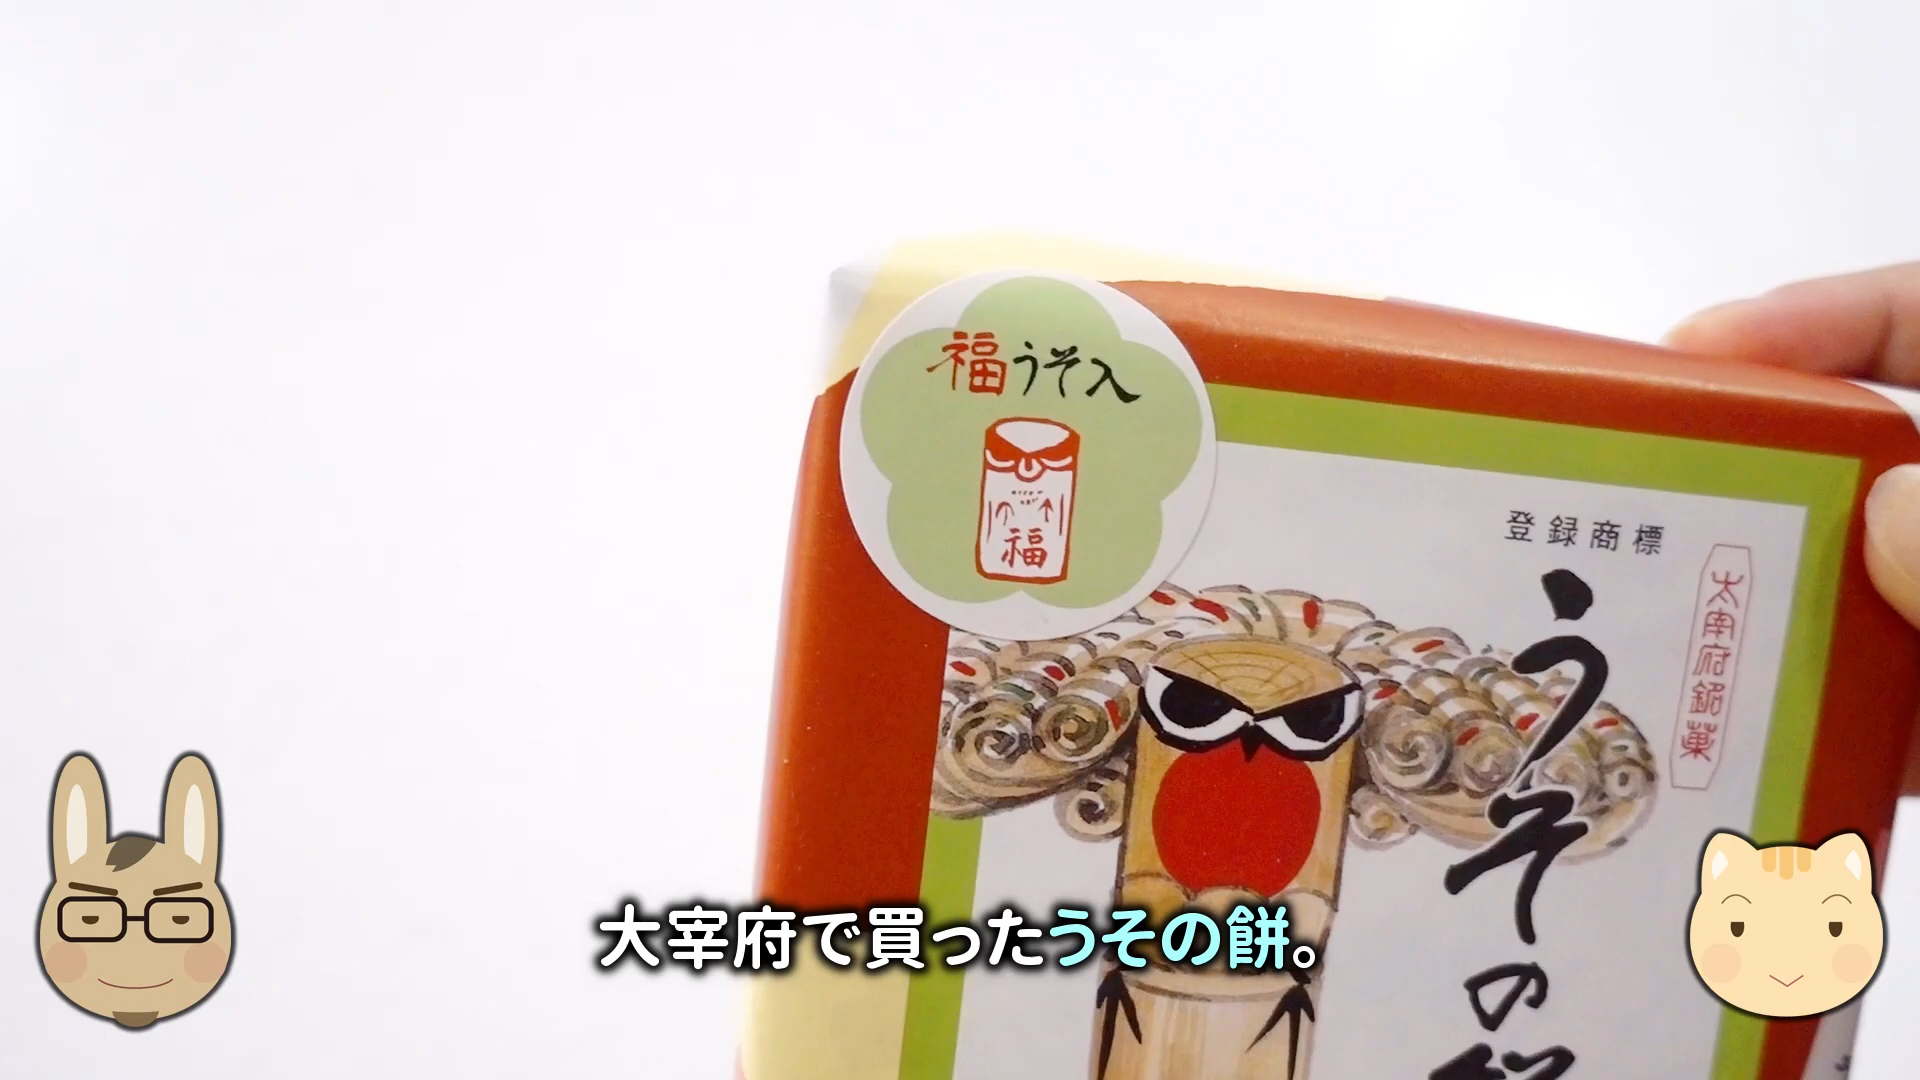 福うそ入
福
登録商標
太宰府銘菓
うその餅
大宰府で買ったうその餅。